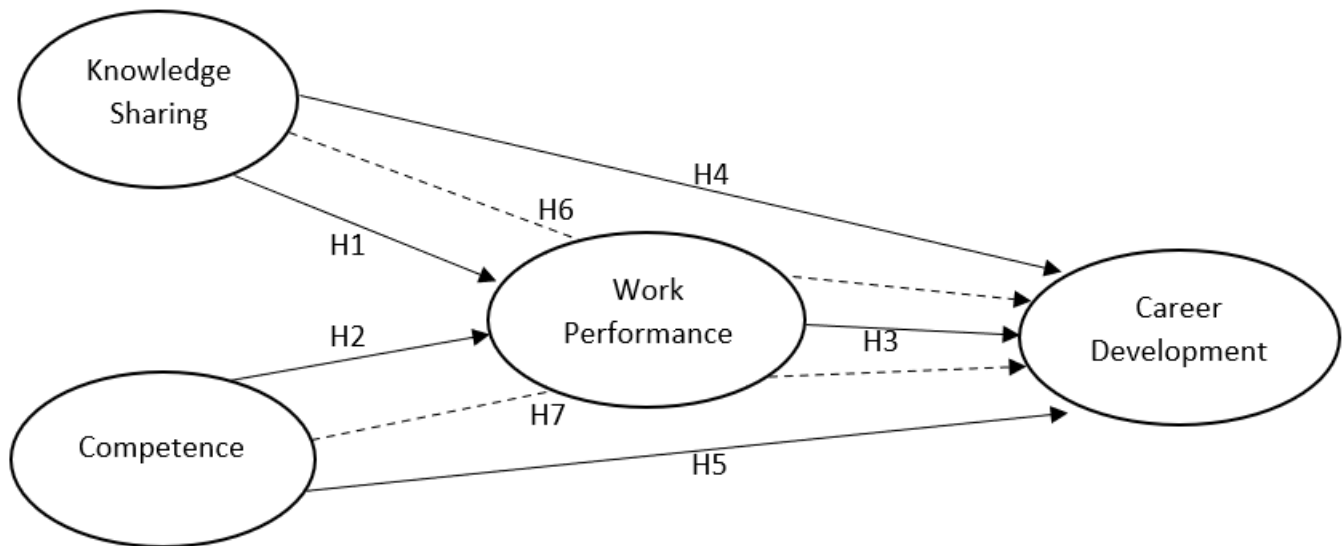 Knowledge
Sharing
H4
H6
H1
Work
Performance
Career
Development
H2
H3
H7
Competence
H5